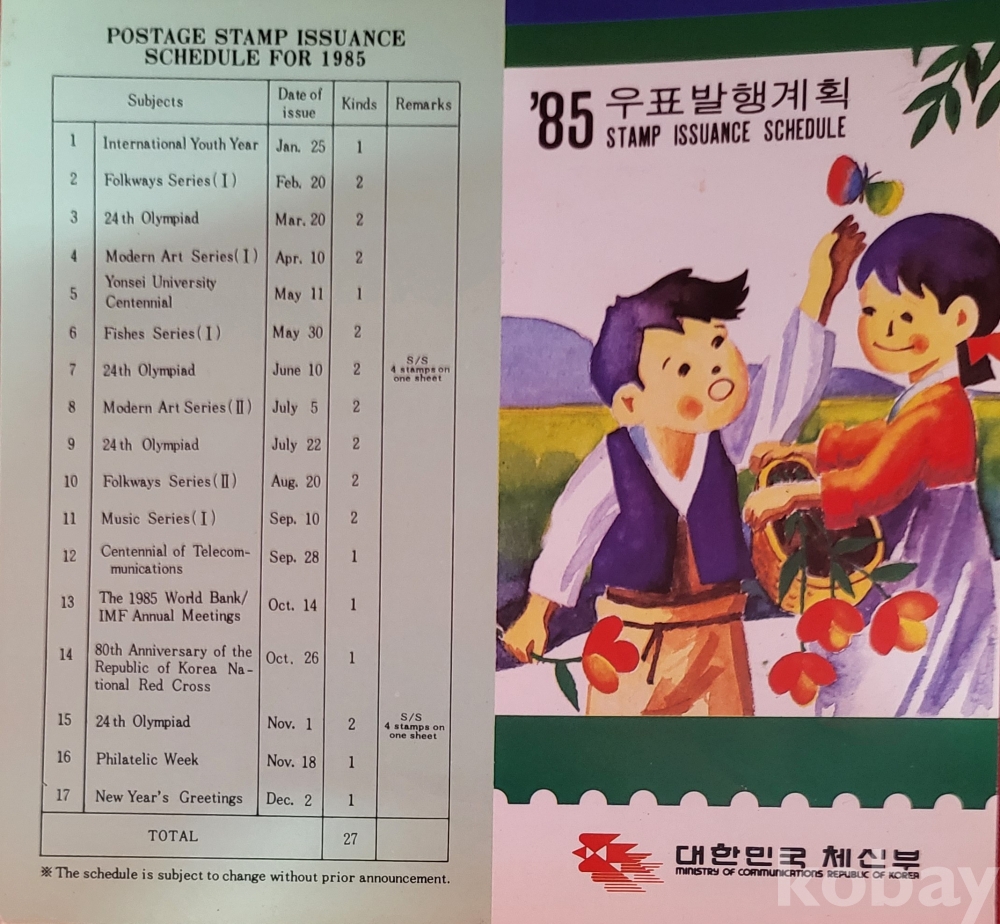 POSTAGE STAMP ISSUANCE
SCHEDULE FOR 1985
Subjects Date of issue Kinds Remarks
1 International Youth Year Jan. 25 1
2 Folkways Series(Ⅰ) Feb. 20 2
3 24th Olympiad Mar. 20 2
4 Modern Art Series(Ⅰ) Apr. 10 2
5 Yonsei University Centennial May 11 1
6 Fishes Series(Ⅰ) May 30 2
7 24th Olympiad June 10 2 S/S 4 stamps on one sheet
8 Modern Art Series(Ⅱ) July 5 2
9 24th Olympiad July 22 2
10 Folkways Series(Ⅱ) Aug. 20 2
11 Music Series(Ⅰ) Sep. 10 2
12 Centennial of Telecom-
munications Sep. 28 1
13 The 1985 World Bank/
IMF Annual Meetings Oct. 14 1
14 80th Anniversary of the
Republic of Korea Na-
tional Red Cross Oct. 26 1
15 24th Olympiad Nov. 1 2 S/S 4 stamps on one sheet
16 Philatelic Week Nov. 18 1
17 New Year's Greetings Dec. 2 1
TOTAL 27
※ The schedule is subject to change without prior announcement.
'85 우표발행계획
STAMP ISSUANCE SCHEDULE
대한민국 체신부
MINISTRY OF COMMUNICATIONS REPUBLIC OF KOREA
kobay